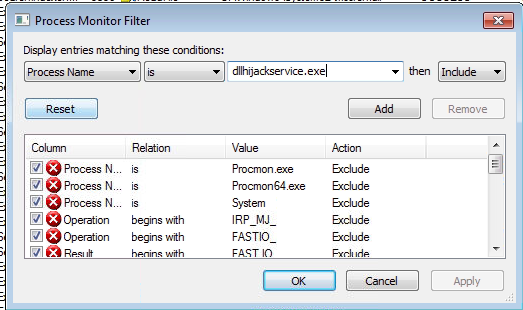 Process Monitor Filter
Display entries matching these conditions:
Process Name is dllhijackservice.exe then Include
Reset Add Remove
Column Relation Value Action
Process N... is Procmon.exe Exclude
Process N... is Procmon64.exe Exclude
Process N... is System Exclude
Operation begins with IRP_MJ_ Exclude
Operation begins with FASTIO_ Exclude
Result begins with FAST IO Exclude
OK Cancel Apply